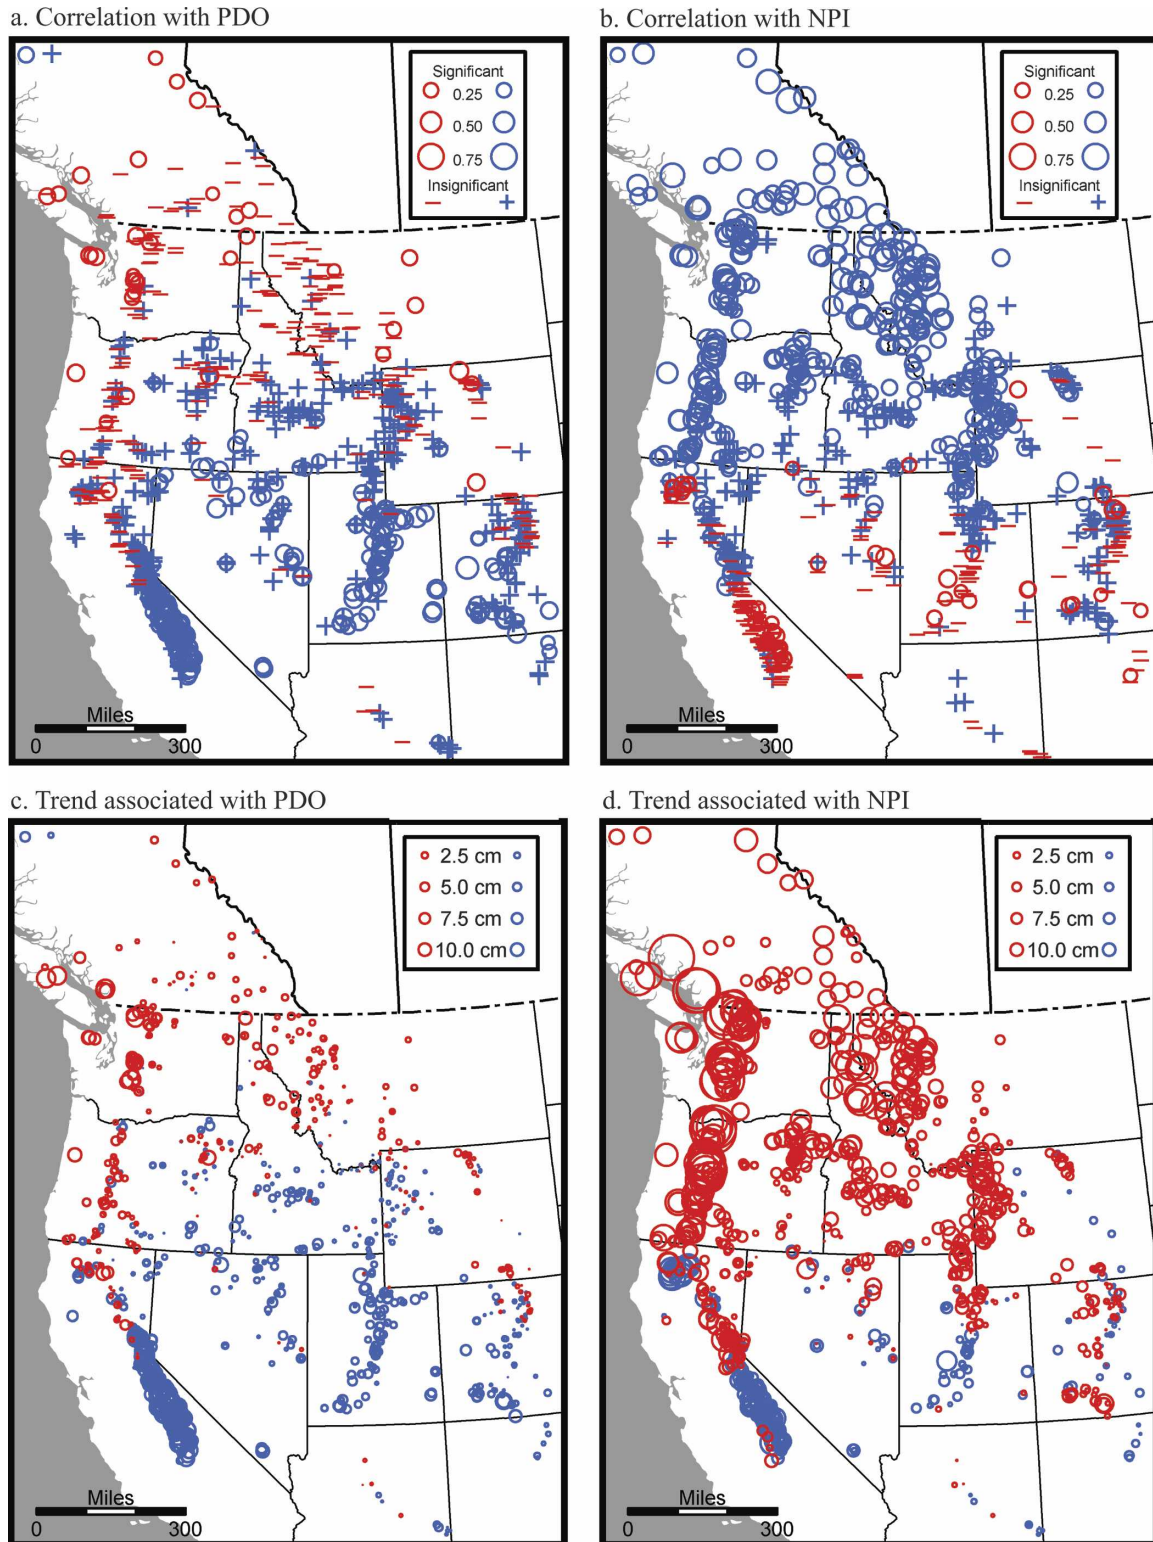 a. Correlation with PDO
Significant
0.25
0.50
0.75
Insignificant
Miles
0 300
b. Correlation with NPI
Significant
0.25
0.50
0.75
Insignificant
Miles
0 300
c. Trend associated with PDO
2.5 cm
5.0 cm
7.5 cm
10.0 cm
Miles
0 300
d. Trend associated with NPI
2.5 cm
5.0 cm
7.5 cm
10.0 cm
Miles
0 300